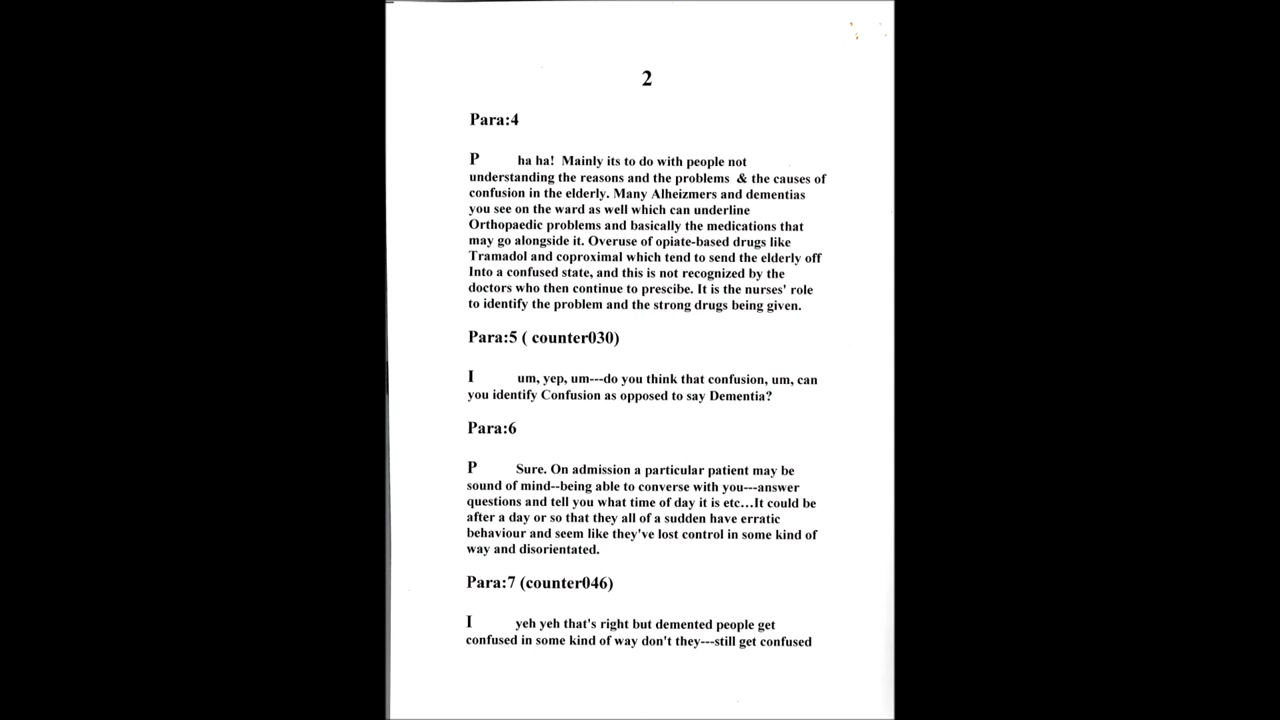 2
Para:4
P ha ha! Mainly its to do with people not
understanding the reasons and the problems & the causes of
confusion in the elderly. Many Alheizmers and dementias
you see on the ward as well which can underline
Orthopaedic problems and basically the medications that
may go alongside it. Overuse of opiate-based drugs like
Tramadol and coproximal which tend to send the elderly off
Into a confused state, and this is not recognized by the
doctors who then continue to prescibe. It is the nurses' role
to identify the problem and the strong drugs being given.
Para:5 ( counter030)
I um, yep, um---do you think that confusion, um, can
you identify Confusion as opposed to say Dementia?
Para:6
P Sure. On admission a particular patient may be
sound of mind--being able to converse with you---answer
questions and tell you what time of day it is etc...It could be
after a day or so that they all of a sudden have erratic
behaviour and seem like they've lost control in some kind of
way and disorientated.
Para:7 (counter046)
I yeh yeh that's right but demented people get
confused in some kind of way don't they---still get confused